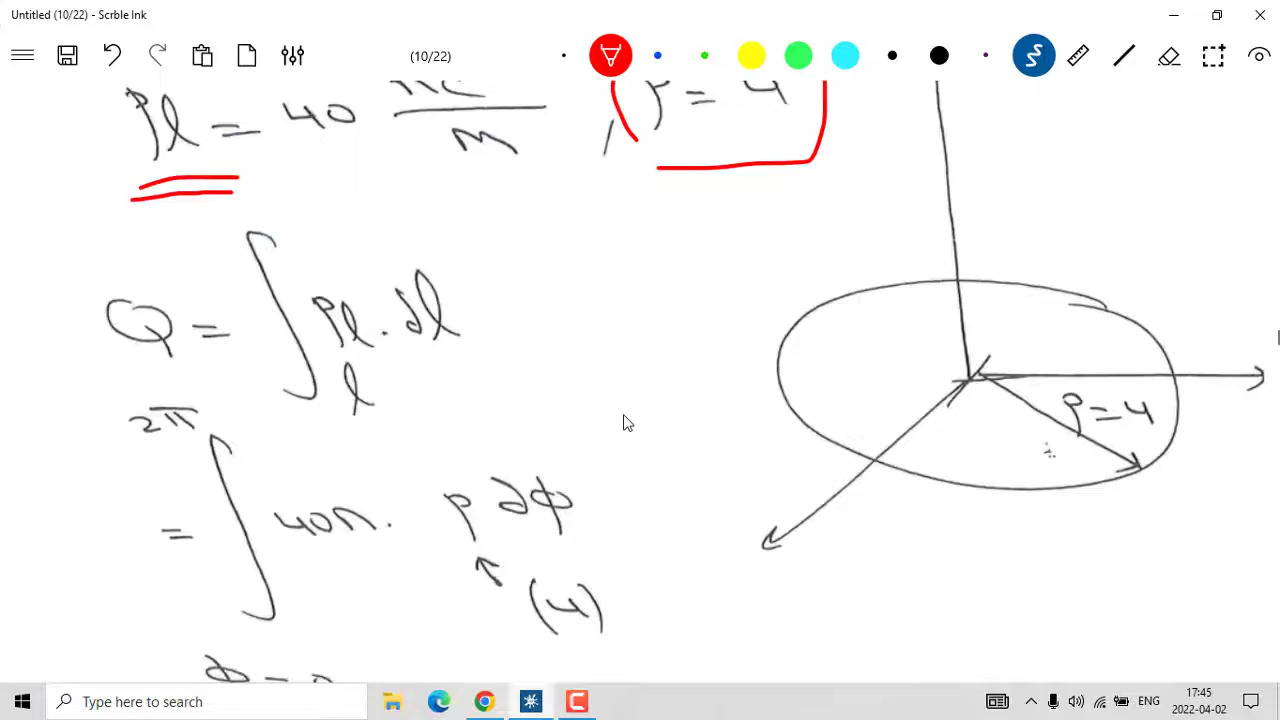 Untitled (10/22) - Scrble Ink
(10/22)
ρl = 40 nC/m , ρ = 4
Q = ∫ ρl . dl
l
2π
= ∫ 40n . ρ dφ
(4)
φ = 0
ρ = 4
Type here to search
ENG
17:45
2022-04-02